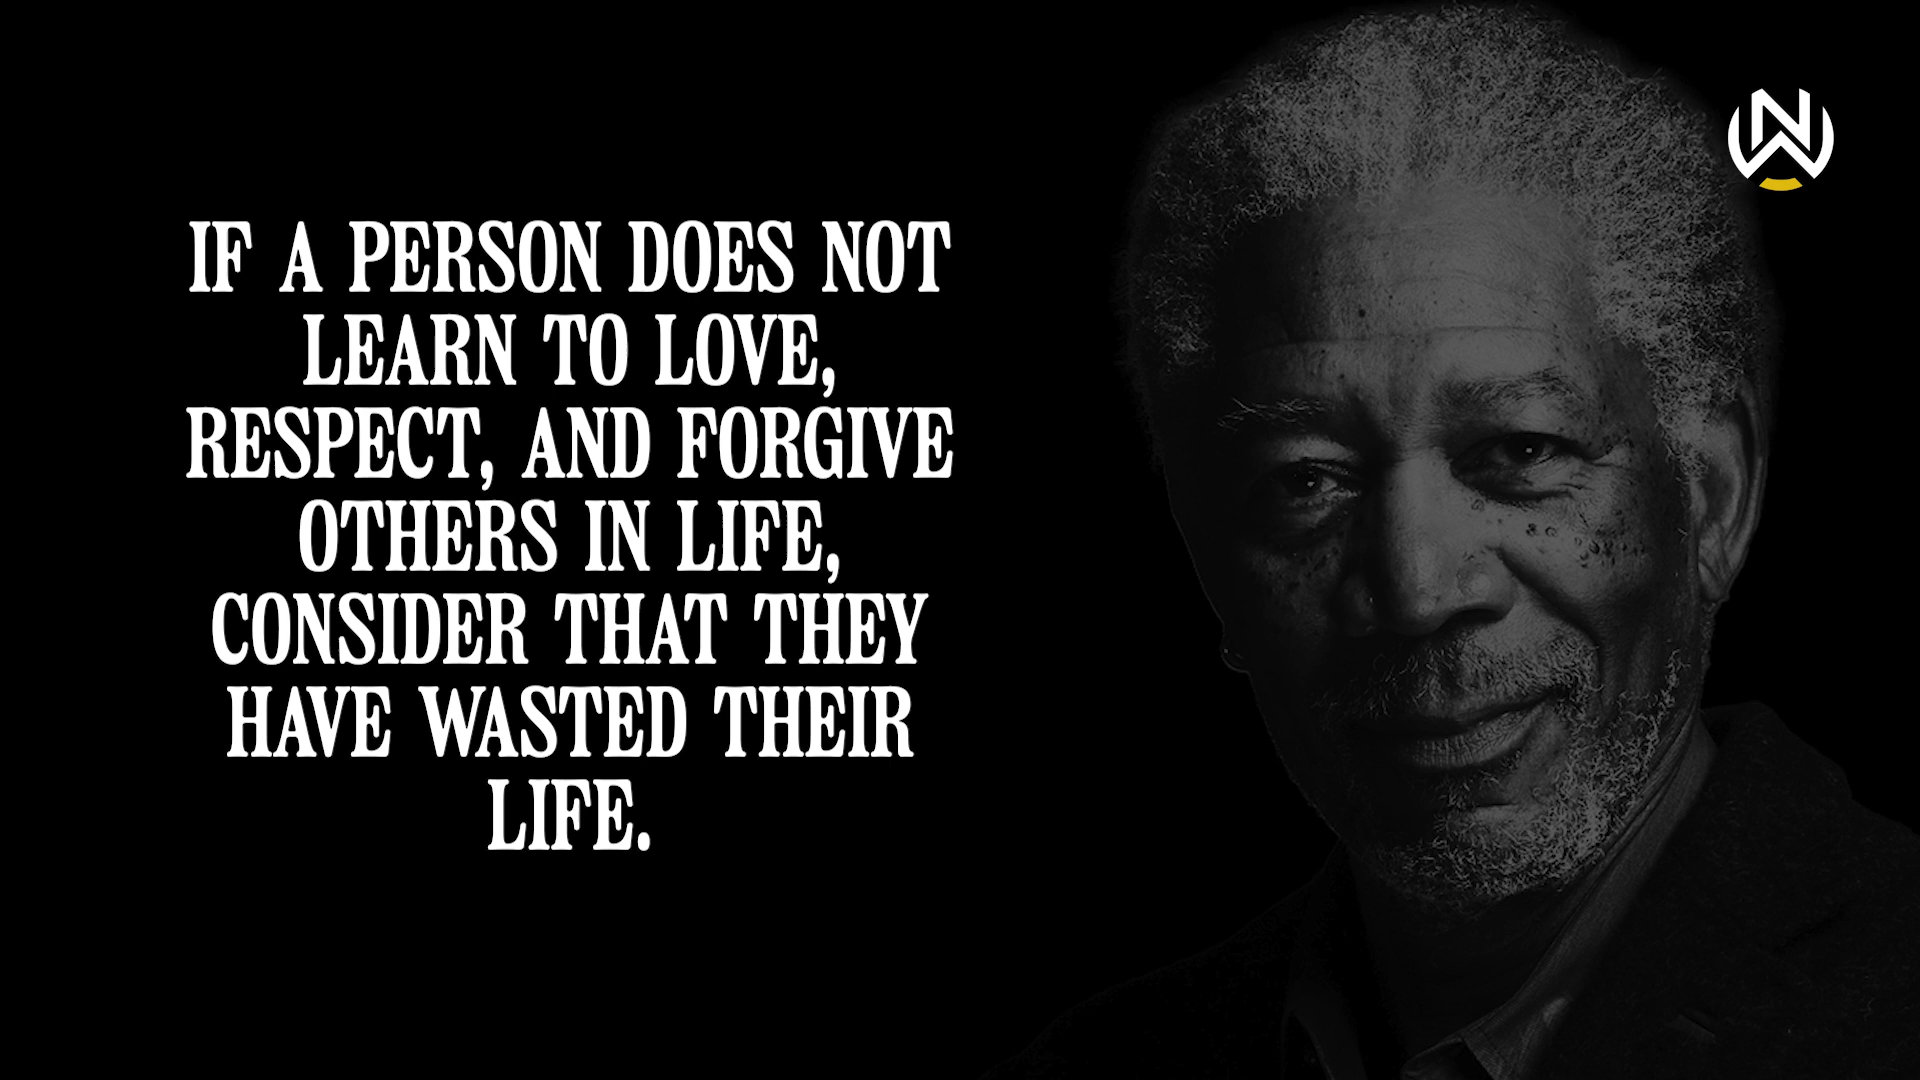 IF A PERSON DOES NOT
LEARN TO LOVE,
RESPECT, AND FORGIVE
OTHERS IN LIFE,
CONSIDER THAT THEY
HAVE WASTED THEIR
LIFE.